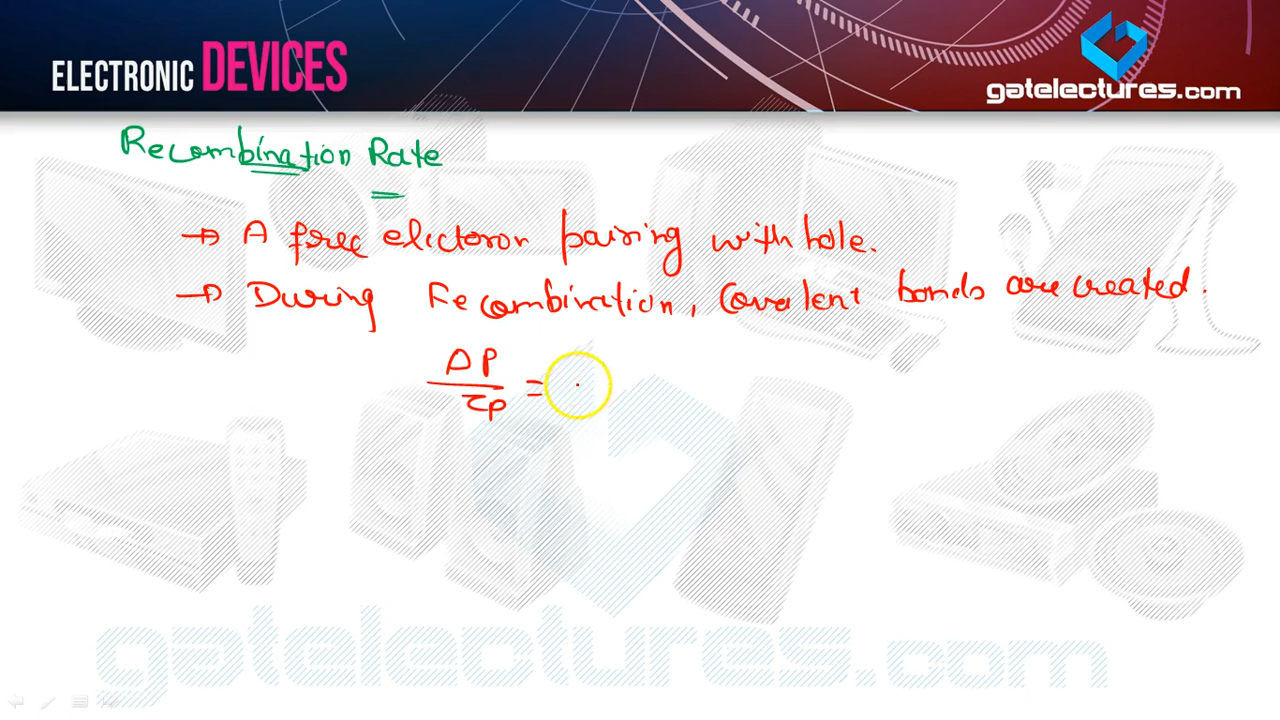 ELECTRONIC DEVICES
gatelectures.com
Recombination Rate
→ A free electoron pairing with hole.
→ During recombination, covalent bonds are created.
ΔP
τp =
gatelectures.com